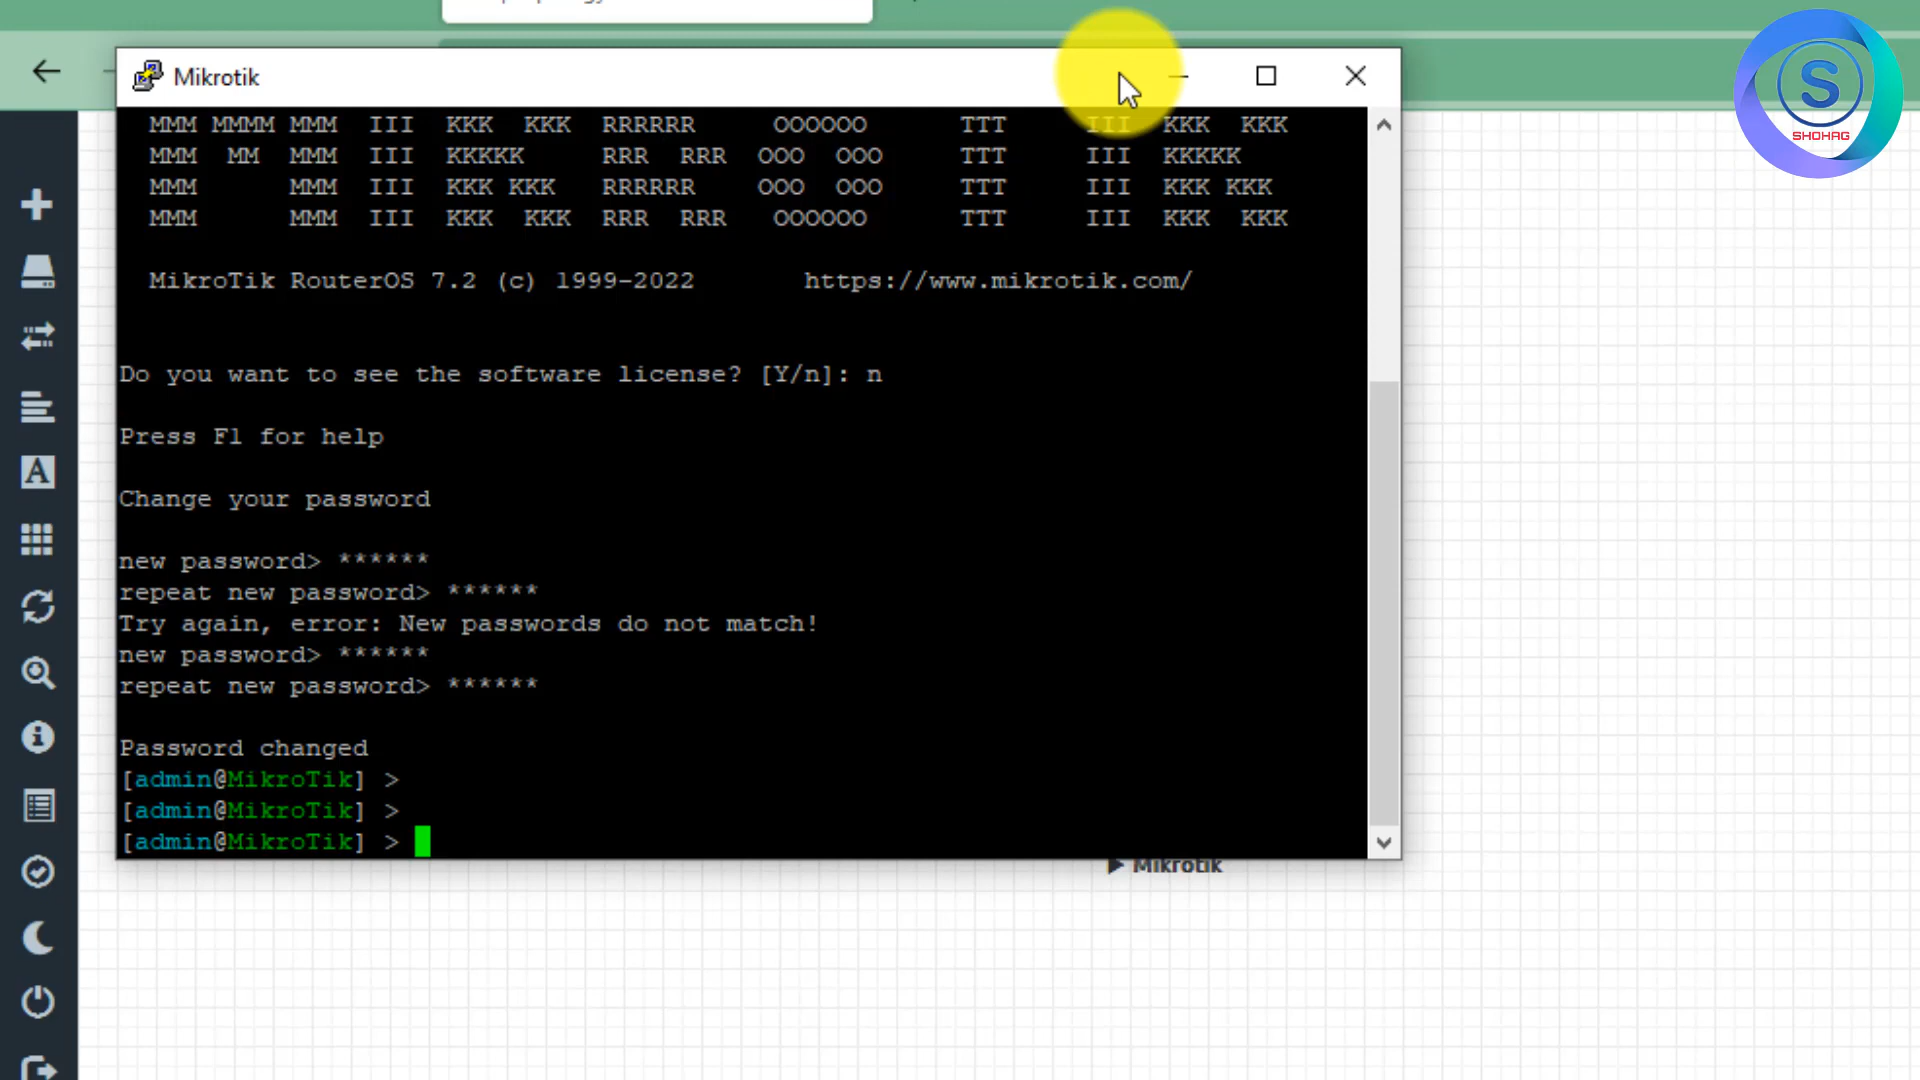 Mikrotik
MMM MMMM MMM III KKK KKK RRRRRR OOOOOO TTT III KKK KKK
MMM MM MMM III KKKKK RRR RRR OOO OOO TTT III KKKKK
MMM MMM III KKK KKK RRRRRR OOO OOO TTT III KKK KKK
MMM MMM III KKK KKK RRR RRR OOOOOO TTT III KKK KKK
MikroTik RouterOS 7.2 (c) 1999-2022 https://www.mikrotik.com/
Do you want to see the software license? [Y/n]: n
Press F1 for help
Change your password
new password> ******
repeat new password> ******
Try again, error: New passwords do not match!
new password> ******
repeat new password> ******
Password changed
[admin@MikroTik] >
[admin@MikroTik] >
[admin@MikroTik] >
Mikrotik
S
SHOHAG
A